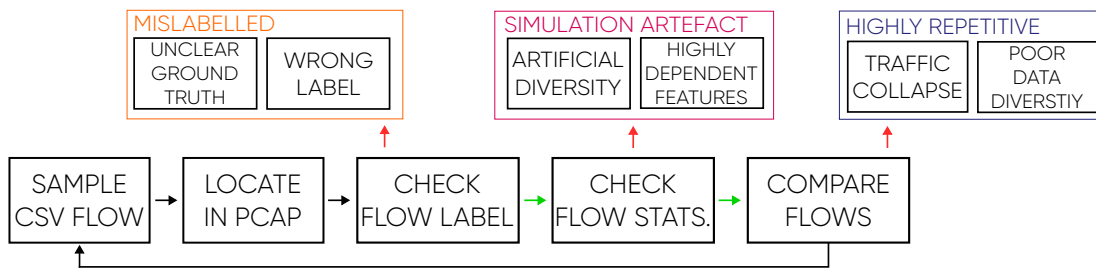 MISLABELLED
UNCLEAR
GROUND
TRUTH
WRONG
LABEL
SIMULATION ARTEFACT
ARTIFICIAL
DIVERSITY
HIGHLY
DEPENDENT
FEATURES
HIGHLY REPETITIVE
TRAFFIC
COLLAPSE
POOR
DATA
DIVERSTIY
SAMPLE
CSV FLOW
LOCATE
IN PCAP
CHECK
FLOW LABEL
CHECK
FLOW STATS.
COMPARE
FLOWS